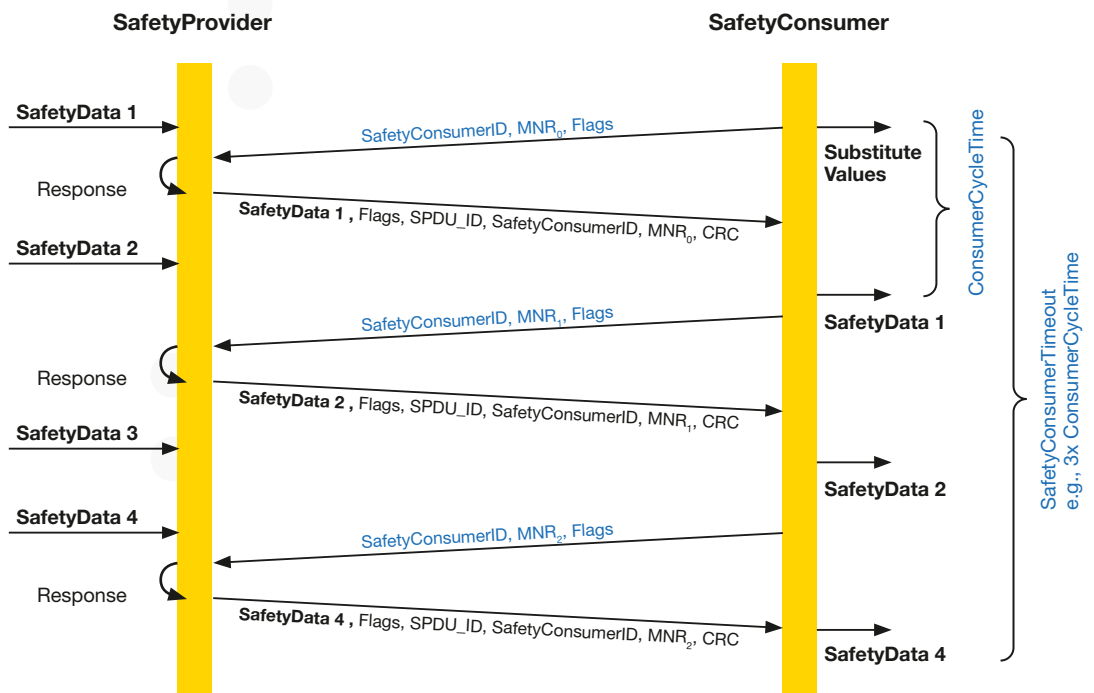 SafetyProvider
SafetyConsumer
SafetyData 1
SafetyConsumerID, MNR₀, Flags
Substitute
Values
Response
SafetyData 1 , Flags, SPDU_ID, SafetyConsumerID, MNR₀, CRC
SafetyData 2
ConsumerCycleTime
SafetyConsumerID, MNR₁, Flags
SafetyData 1
Response
SafetyData 2 , Flags, SPDU_ID, SafetyConsumerID, MNR₁, CRC
SafetyConsumerTimeout
e.g., 3x ConsumerCycleTime
SafetyData 3
SafetyData 2
SafetyData 4
SafetyConsumerID, MNR₂, Flags
Response
SafetyData 4 , Flags, SPDU_ID, SafetyConsumerID, MNR₂, CRC
SafetyData 4